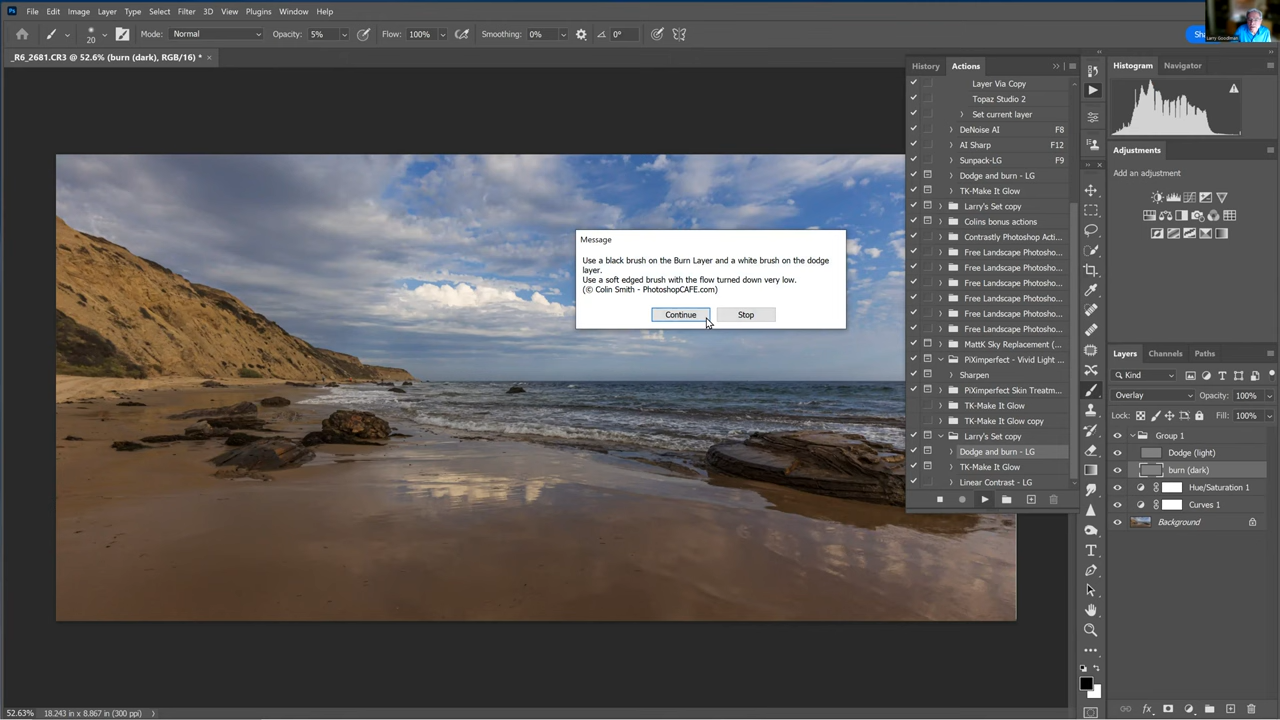 File Edit Image Layer Type Select Filter 3D View Plugins Window Help
20 Mode: Normal Opacity: 5% Flow: 100% Smoothing: 0% 0°
Larry Goodman
_R6_2681.CR3 @ 52.6% (burn (dark), RGB/16) * ×
History Actions
Layer Via Copy
Topaz Studio 2
Set current layer
DeNoise AI F8
AI Sharp F12
Sunpack-LG F9
Dodge and burn - LG
TK-Make It Glow
Larry's Set copy
Colins bonus actions
Contrastly Photoshop Acti...
Free Landscape Photosho...
Free Landscape Photosho...
Free Landscape Photosho...
Free Landscape Photosho...
Free Landscape Photosho...
Free Landscape Photosho...
MattK Sky Replacement (...
PiXimperfect - Vivid Light ...
Sharpen
PiXimperfect Skin Treatm...
TK-Make It Glow
TK-Make It Glow copy
Larry's Set copy
Dodge and burn - LG
TK-Make It Glow
Linear Contrast - LG
Message
Use a black brush on the Burn Layer and a white brush on the dodge
layer.
Use a soft edged brush with the flow turned down very low.
(© Colin Smith - PhotoshopCAFE.com)
Continue Stop
Histogram Navigator
Adjustments
Add an adjustment
Layers Channels Paths
Kind
Overlay Opacity: 100%
Lock: Fill: 100%
Group 1
Dodge (light)
burn (dark)
Hue/Saturation 1
Curves 1
Background
52.63% 18.243 in x 8.867 in (300 ppi)